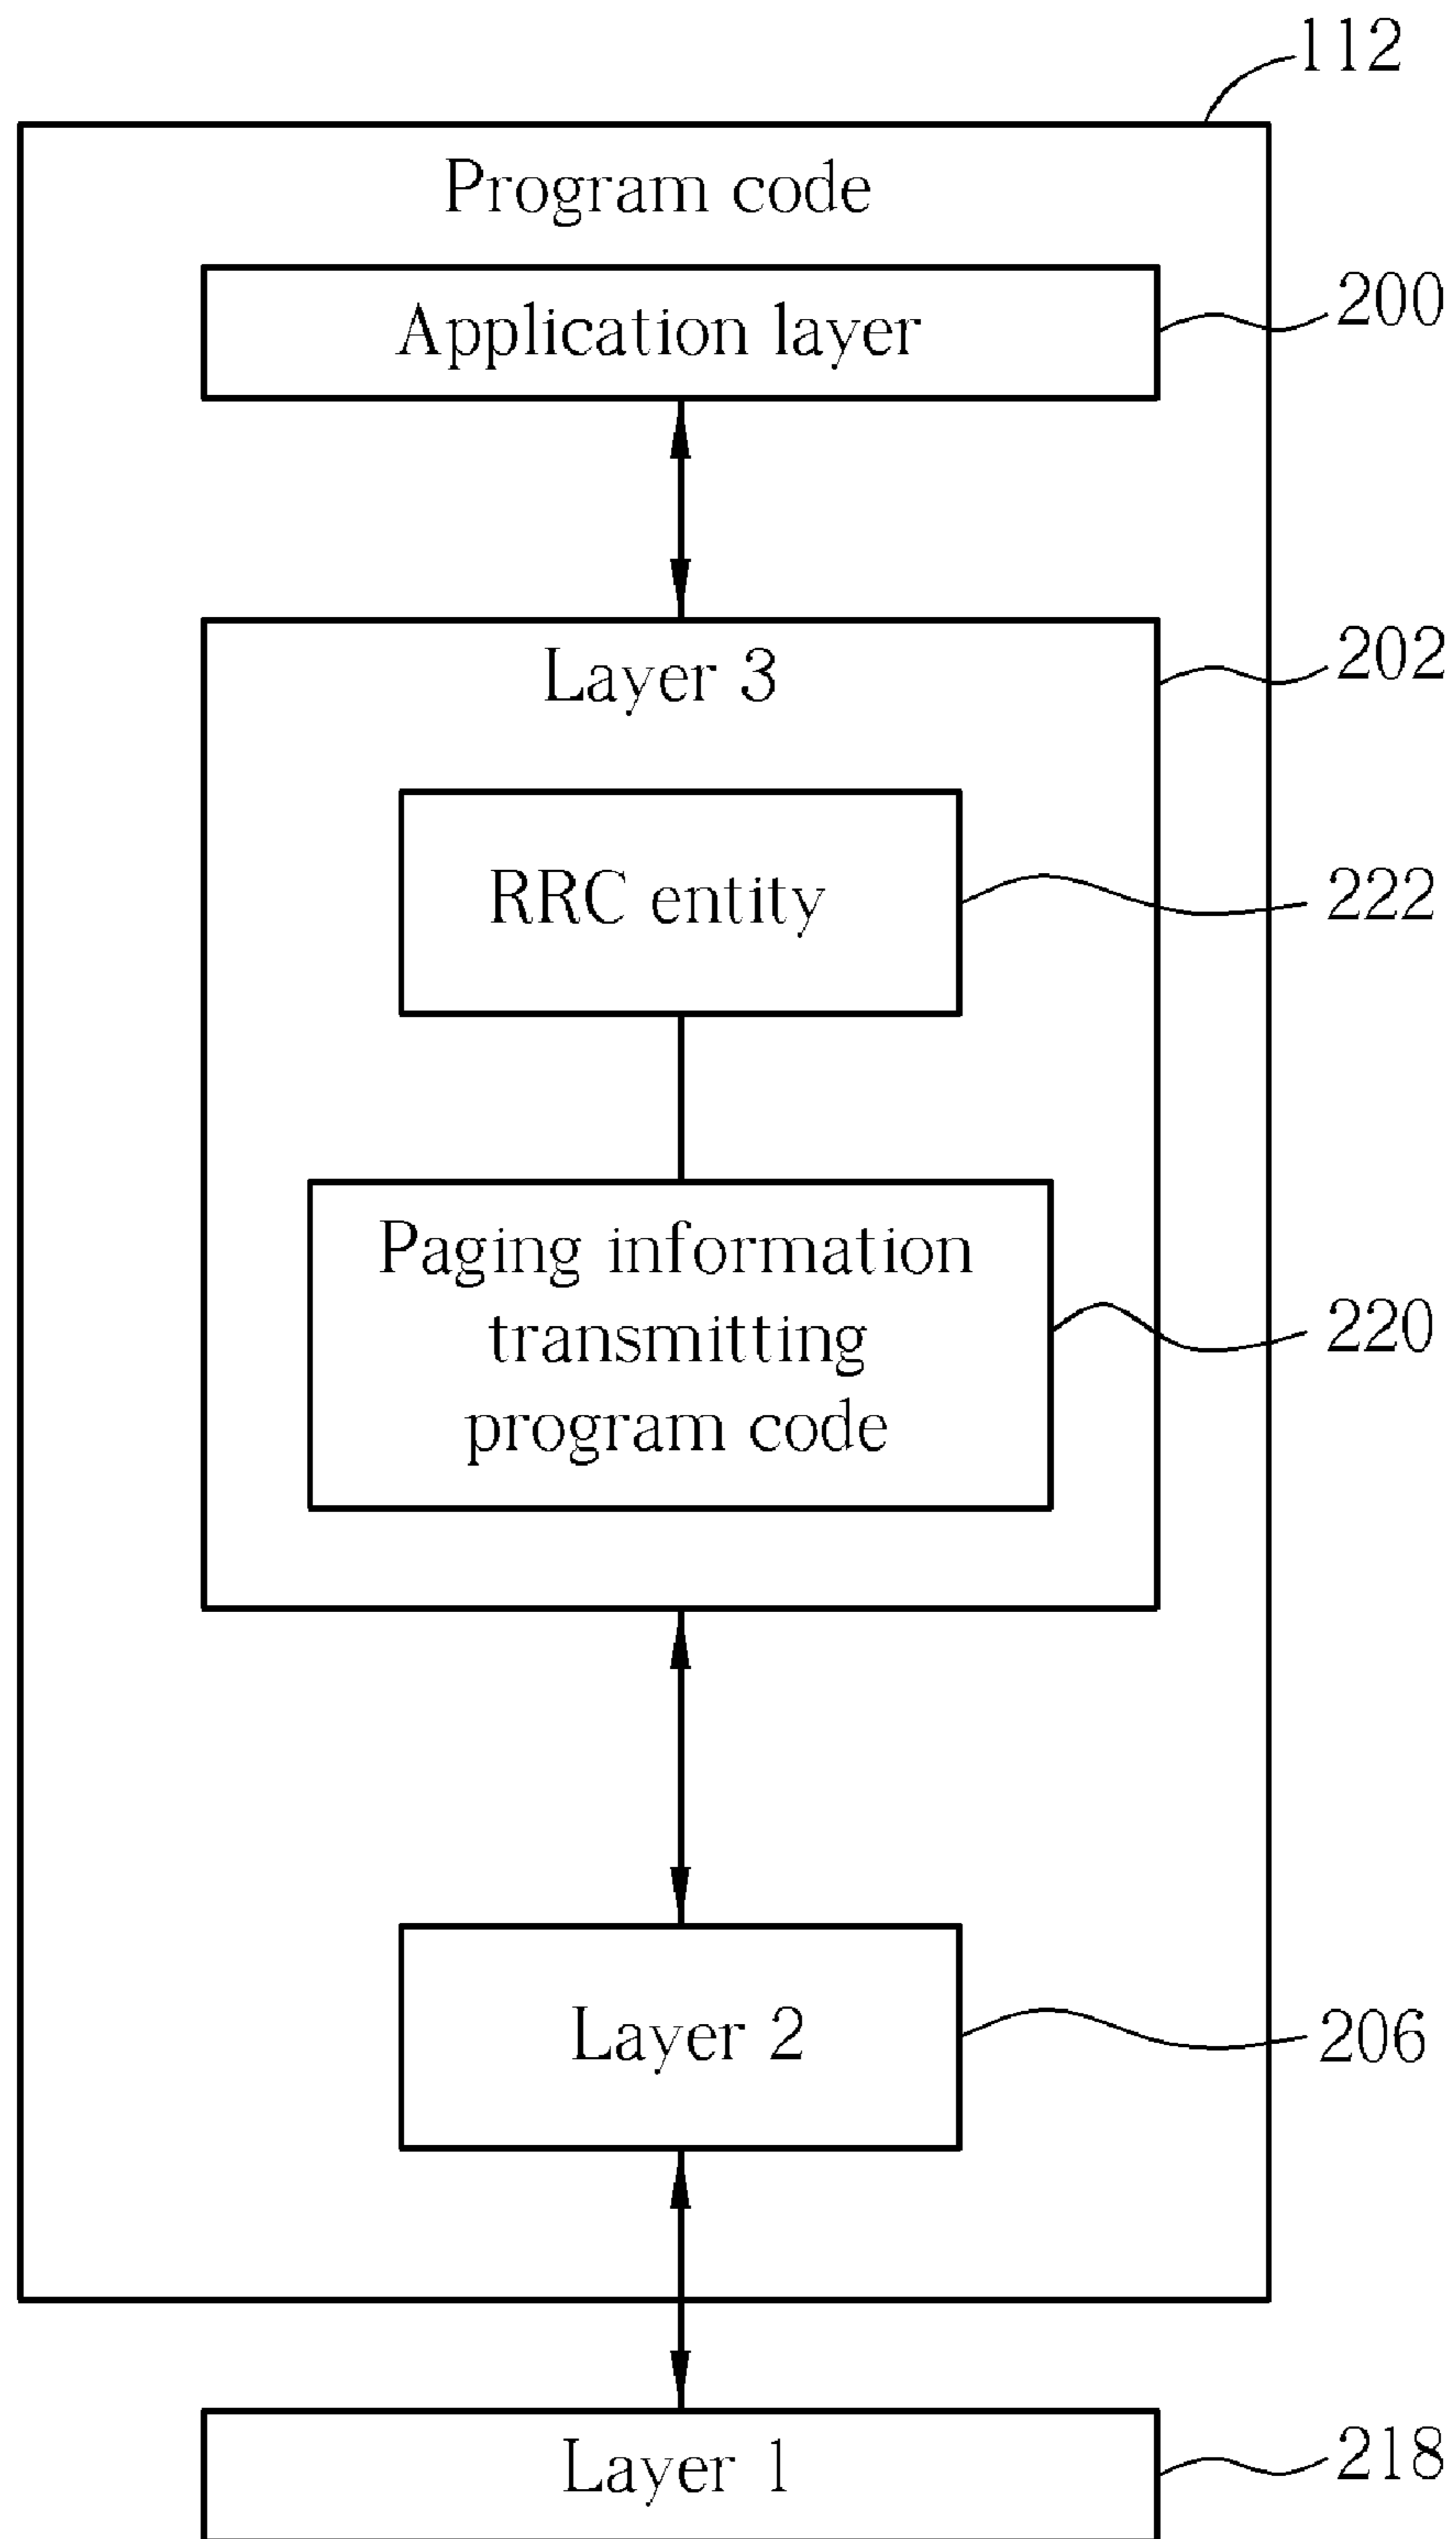 112
Program code
Application layer
200
Layer 3
202
RRC entity
222
Paging information
transmitting
program code
220
Layer 2
206
Layer 1
218